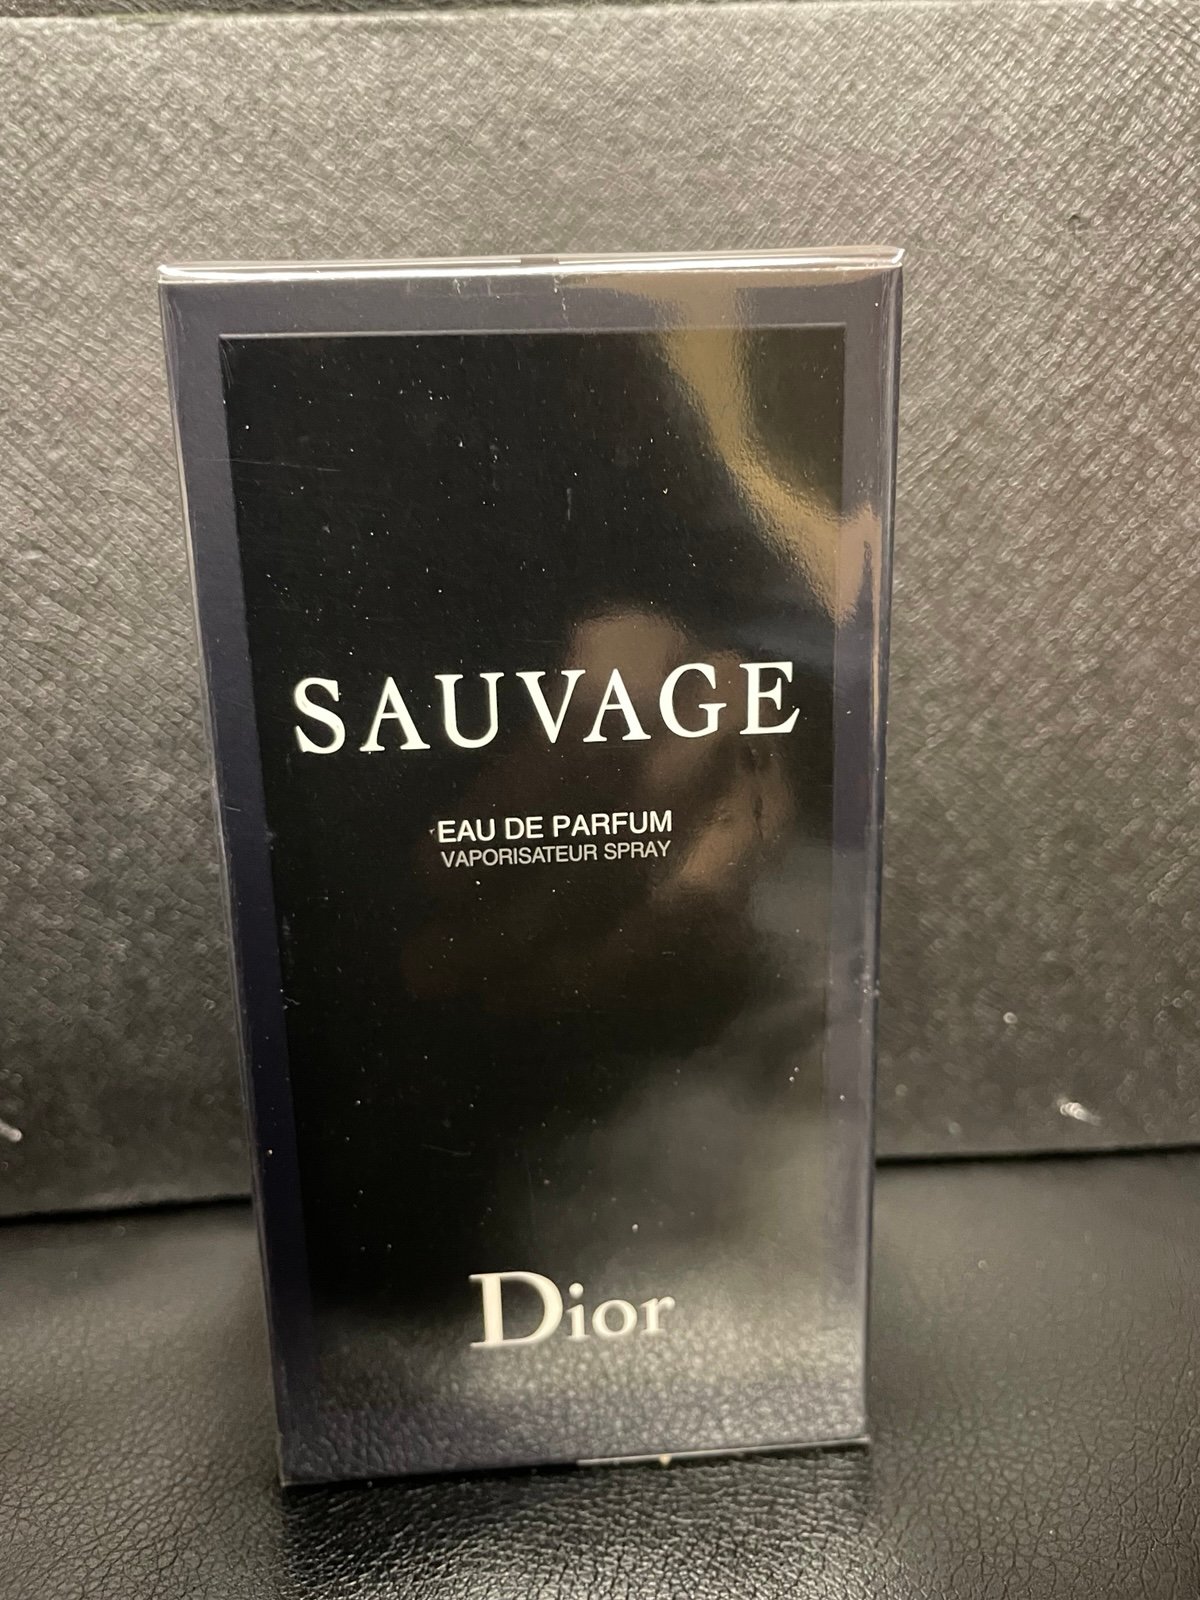 SAUVAGE
EAU DE PARFUM
VAPORISATEUR SPRAY
Dior